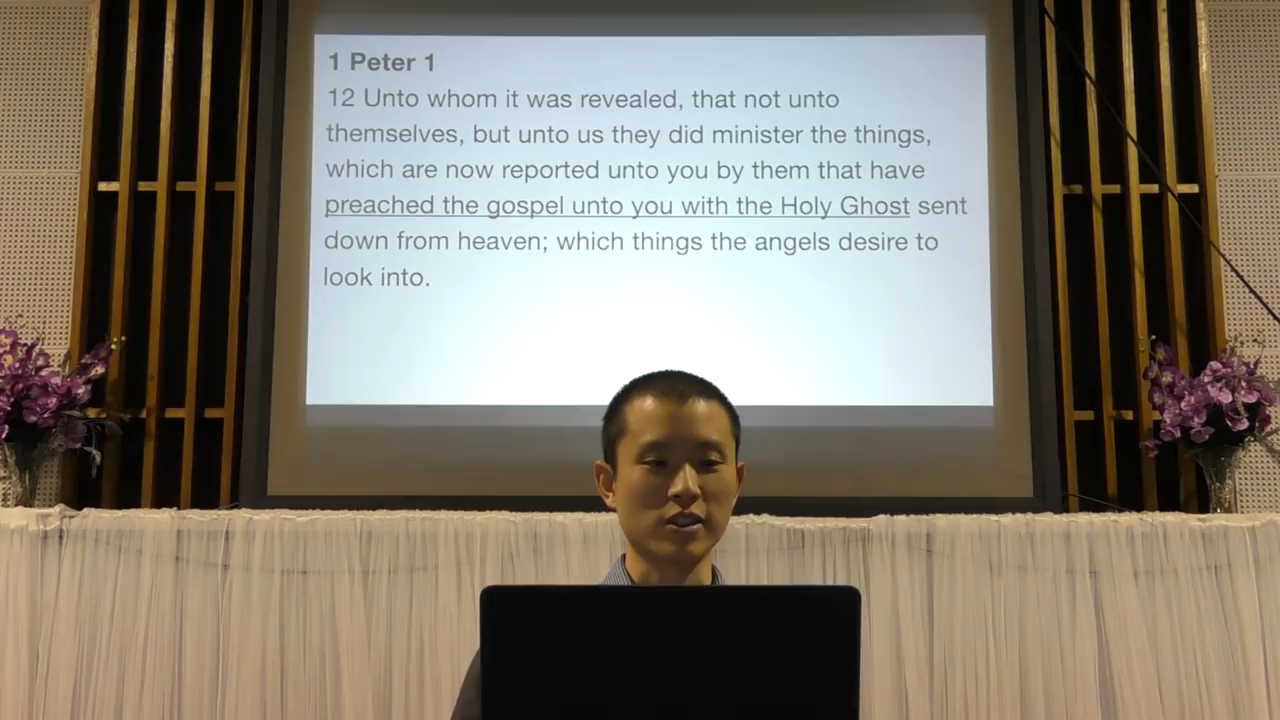 1 Peter 1
12 Unto whom it was revealed, that not unto
themselves, but unto us they did minister the things,
which are now reported unto you by them that have
preached the gospel unto you with the Holy Ghost sent
down from heaven; which things the angels desire to
look into.